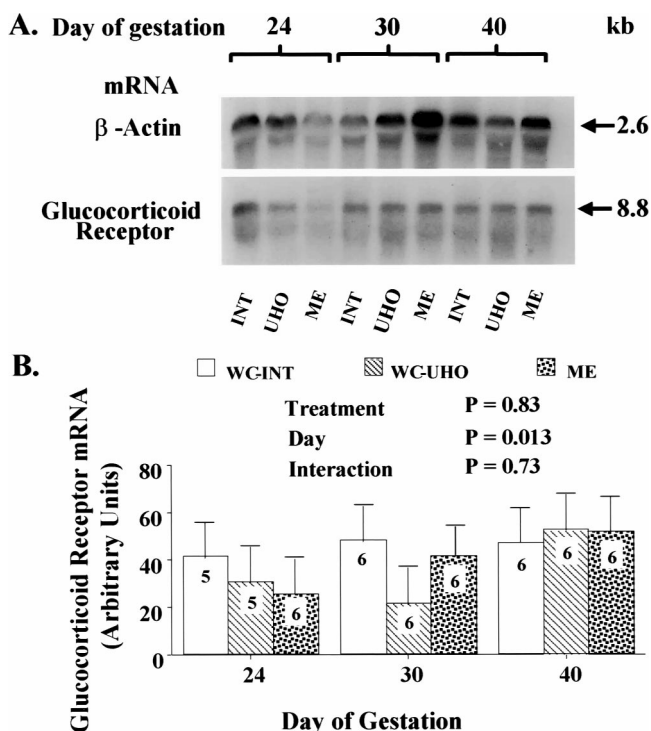 A. Day of gestation 24 30 40 kb
mRNA
β -Actin 2.6
Glucocorticoid
Receptor 8.8
INT UHO ME INT UHO ME INT UHO ME
B. WC-INT WC-UHO ME
Treatment P = 0.83
Day P = 0.013
Interaction P = 0.73
Glucocorticoid Receptor mRNA
(Arbitrary Units)
80
60
40
20
0
5 5 6 6 6 6 6 6 6
24 30 40
Day of Gestation